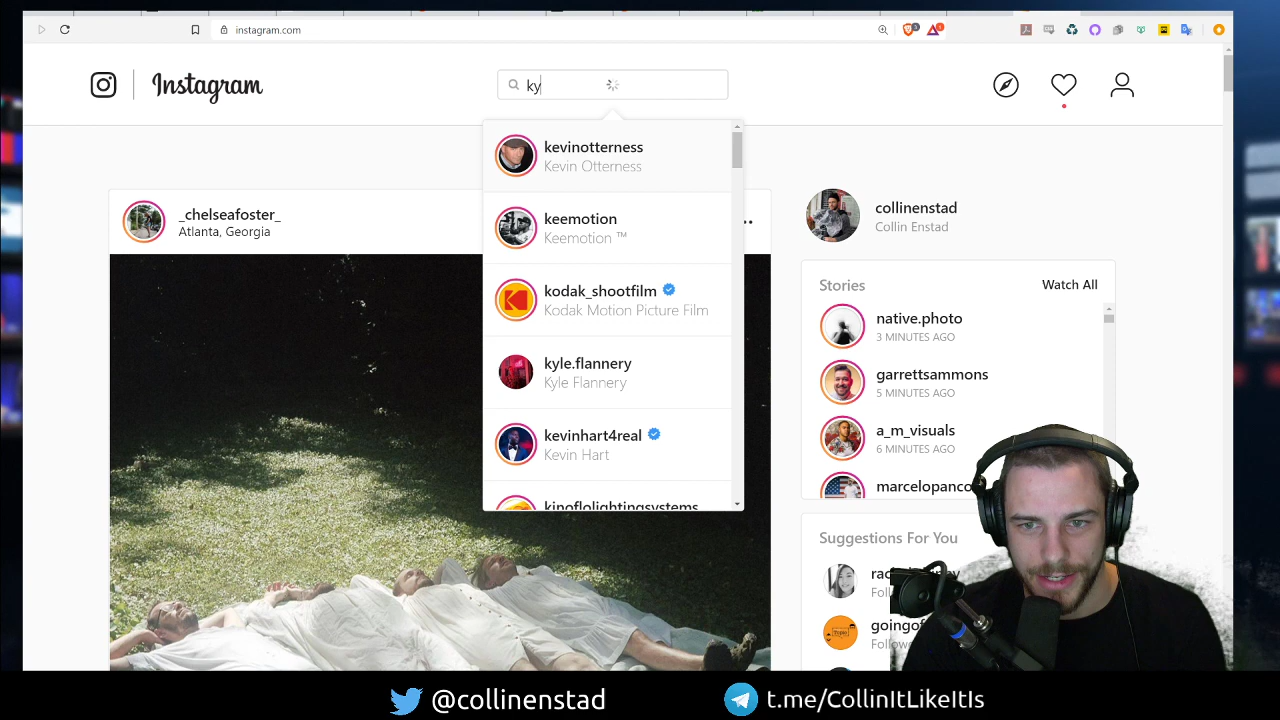 instagram.com
Instagram
ky
kevinotterness
Kevin Otterness
keemotion
Keemotion ™
kodak_shootfilm
Kodak Motion Picture Film
kyle.flannery
Kyle Flannery
kevinhart4real
Kevin Hart
kinoflolightingsystems
_chelseafoster_
Atlanta, Georgia
collinenstad
Collin Enstad
Stories
Watch All
native.photo
3 MINUTES AGO
garrettsammons
5 MINUTES AGO
a_m_visuals
6 MINUTES AGO
marcelopanco
Suggestions For You
@collinenstad
t.me/CollinItLikeItIs